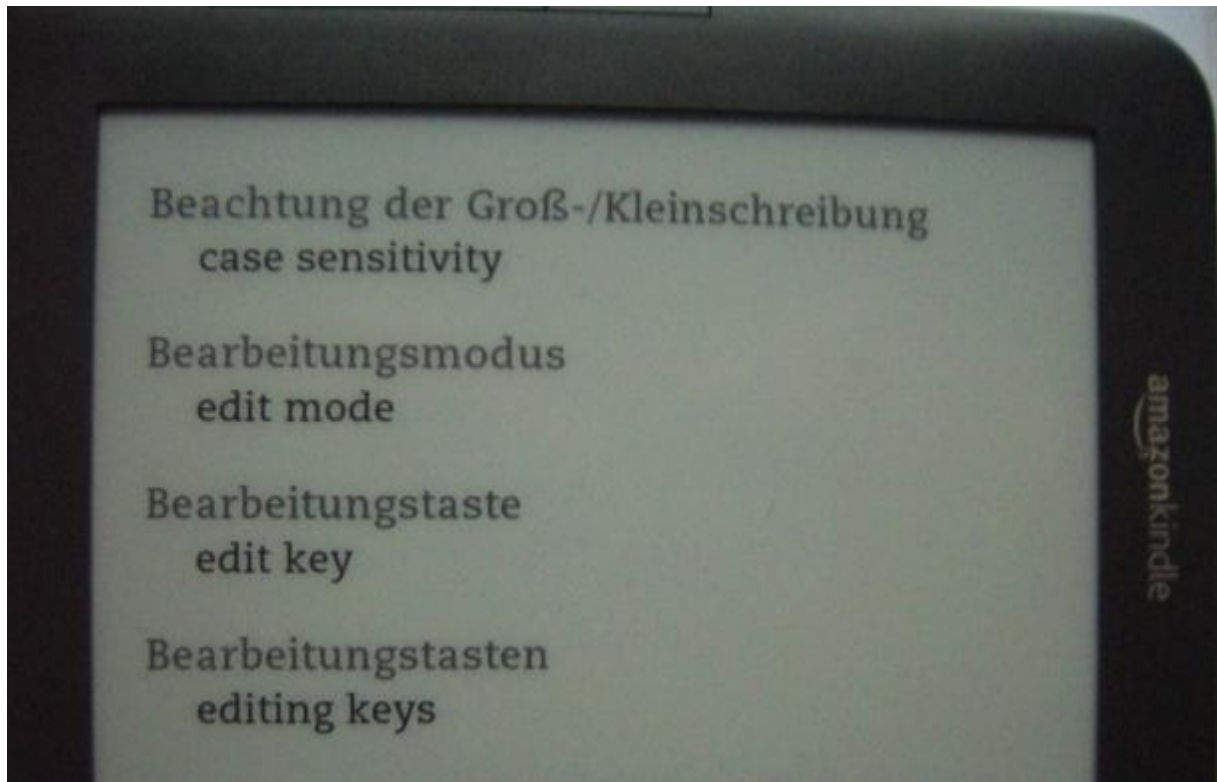 Beachtung der Groß-/Kleinschreibung
case sensitivity
Bearbeitungsmodus
edit mode
Bearbeitungstaste
edit key
Bearbeitungstasten
editing keys
amazonkindle